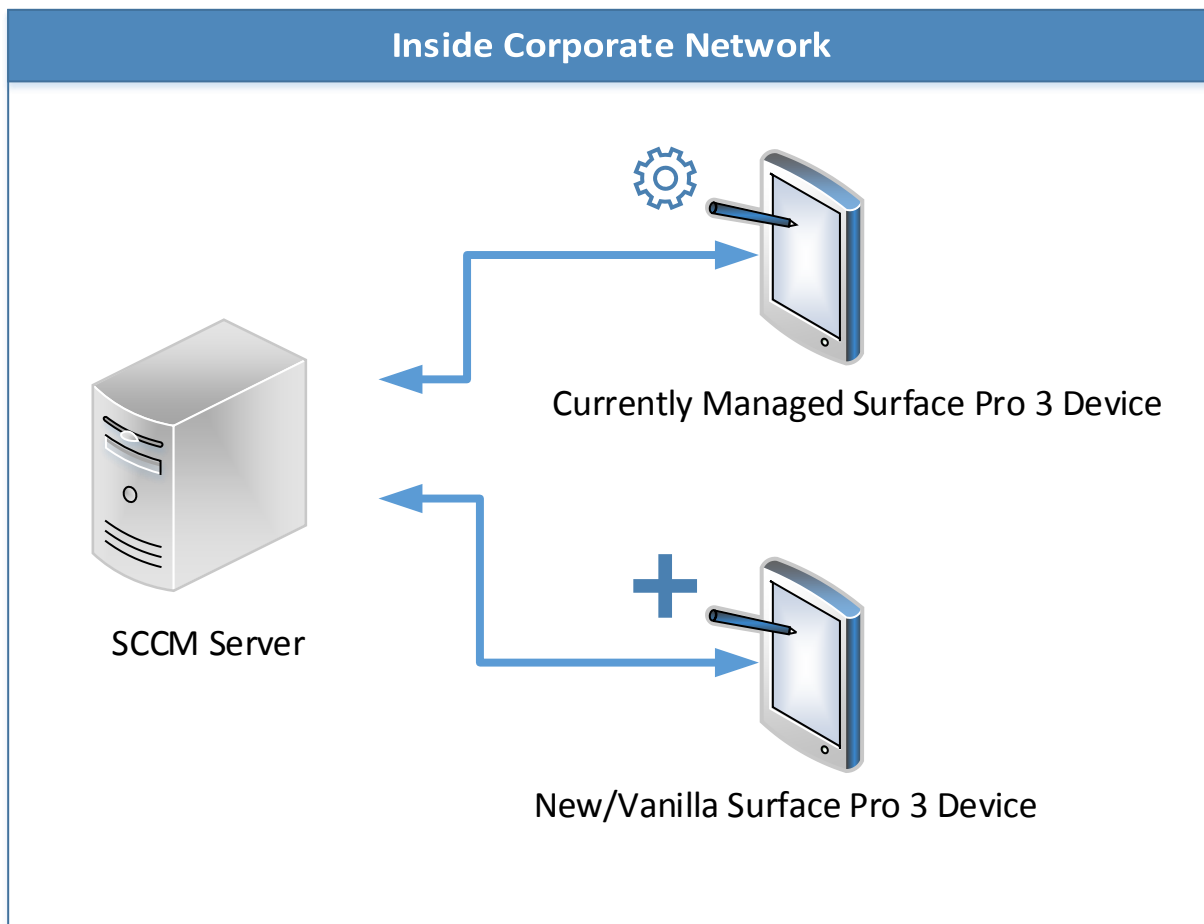 Inside Corporate Network
Currently Managed Surface Pro 3 Device
SCCM Server
New/Vanilla Surface Pro 3 Device